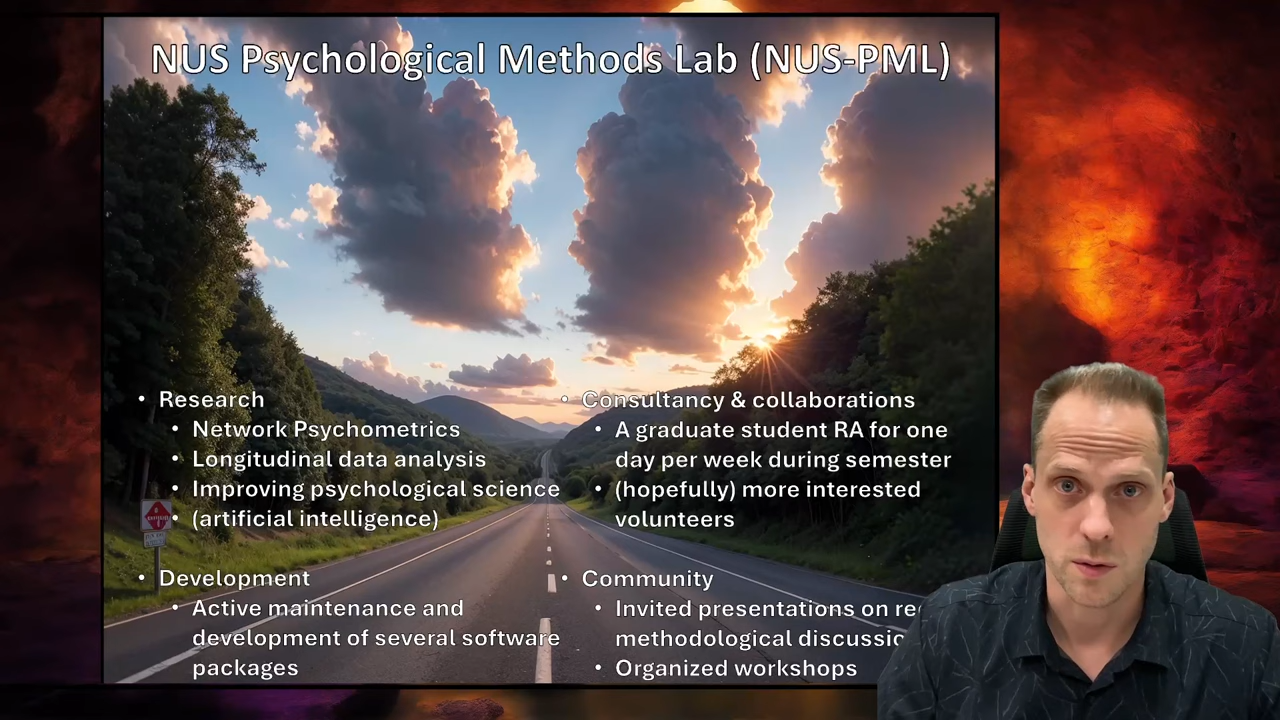 NUS Psychological Methods Lab (NUS-PML)
• Research
• Network Psychometrics
• Longitudinal data analysis
• Improving psychological science
• (artificial intelligence)
• Development
• Active maintenance and
development of several software
packages
• Consultancy & collaborations
• A graduate student RA for one
day per week during semester
• (hopefully) more interested
volunteers
• Community
• Invited presentations on
methodological
• Organized workshops